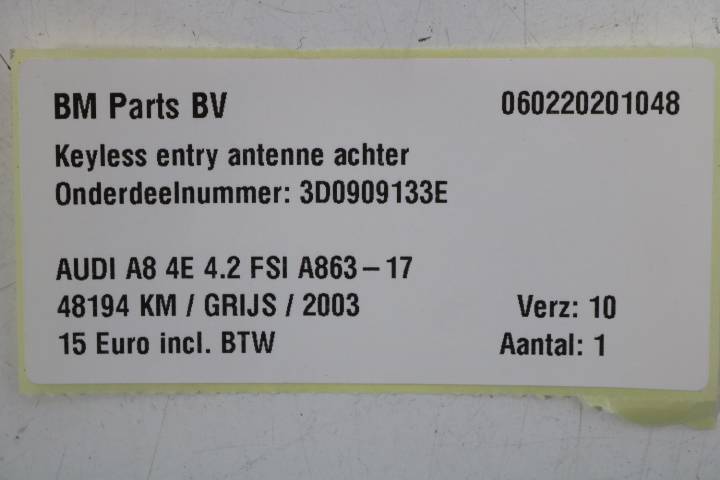 BM Parts BV 060220201048
Keyless entry antenne achter
Onderdeelnummer: 3D0909133E
AUDI A8 4E 4.2 FSI A863-17
48194 KM / GRIJS / 2003 Verz: 10
15 Euro incl. BTW Aantal: 1